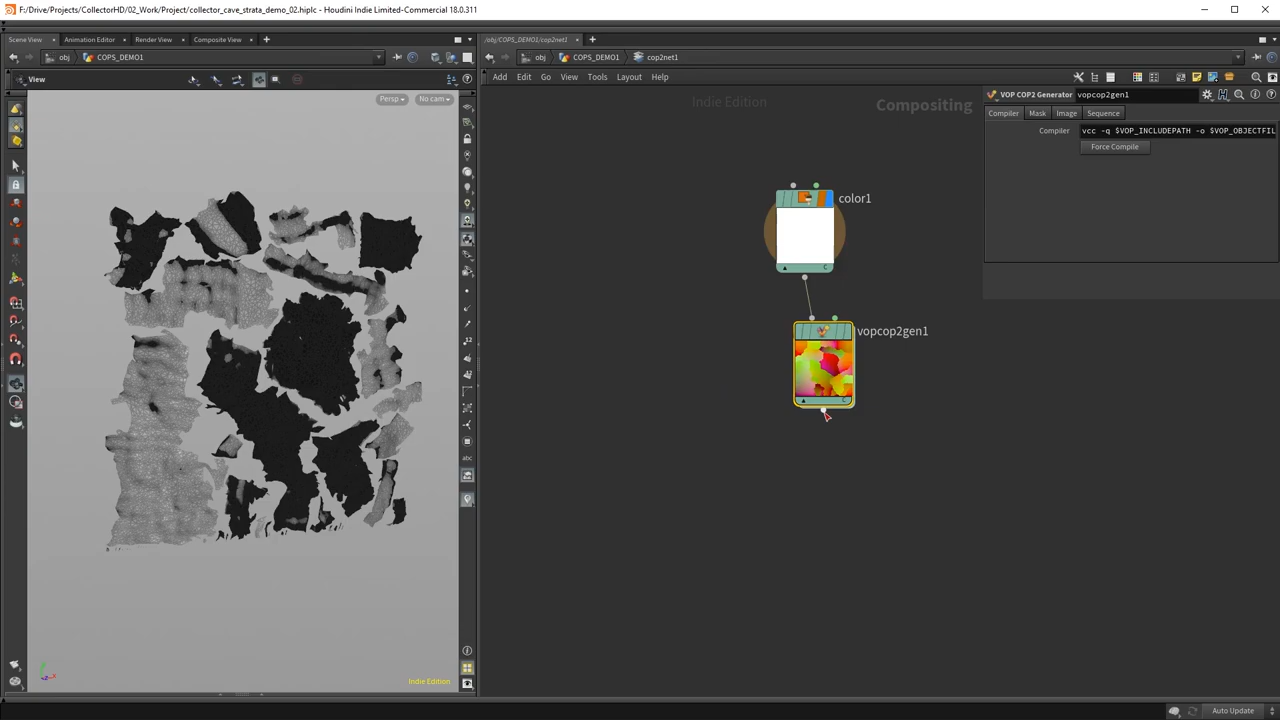 F:/Drive/Projects/CollectorHD/02_Work/Project/collector_cave_strata_demo_02.hiplc - Houdini Indie Limited-Commercial 18.0.311
Scene View
Animation Editor
Render View
Composite View
/obj/COPS_DEMO1/cop2net1
obj
COPS_DEMO1
obj
COPS_DEMO1
cop2net1
View
Add
Edit
Go
View
Tools
Layout
Help
Persp
No cam
Indie Edition
Compositing
VOP COP2 Generator
vopcop2gen1
Compiler
Mask
Image
Sequence
Compiler
vcc -q $VOP_INCLUDEPATH -o $VOP_OBJECTFIL
Force Compile
color1
C
vopcop2gen1
C
abc
Indie Edition
Auto Update